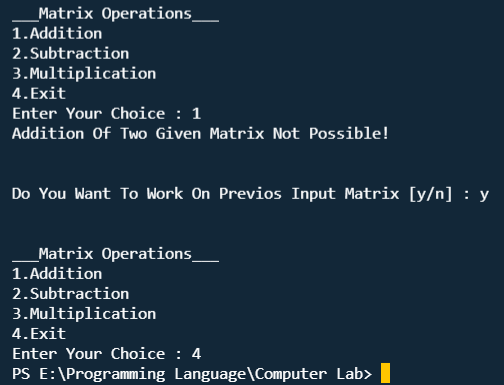 ___Matrix Operations___
1.Addition
2.Subtraction
3.Multiplication
4.Exit
Enter Your Choice : 1
Addition Of Two Given Matrix Not Possible!
Do You Want To Work On Previos Input Matrix [y/n] : y
___Matrix Operations___
1.Addition
2.Subtraction
3.Multiplication
4.Exit
Enter Your Choice : 4
PS E:\Programming Language\Computer Lab>